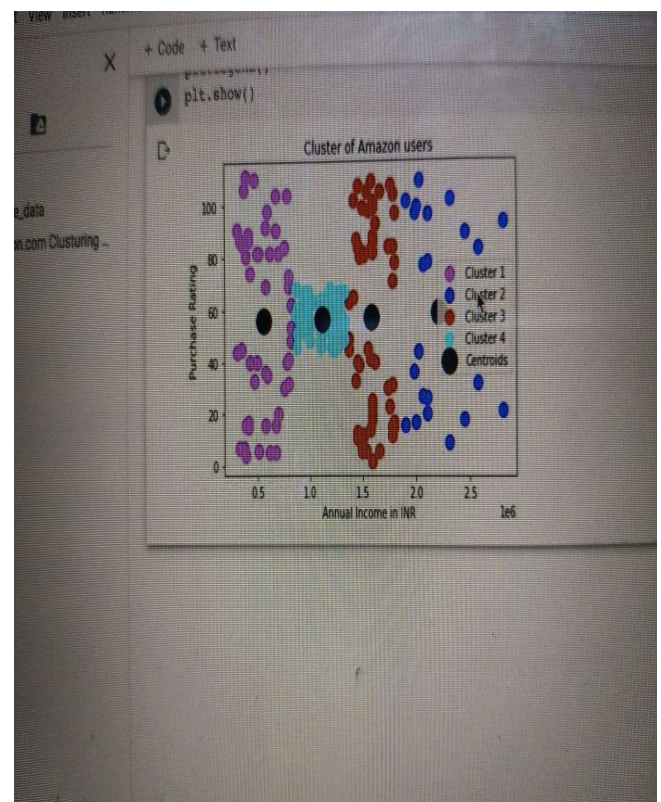 View Insert
+ Code + Text
plt.show()
e_data
n.com Clusturing ...
Cluster of Amazon users
100
80
60
40
20
0
Purchase Rating
Cluster 1
Cluster 2
Cluster 3
Cluster 4
Centroids
0.5 1.0 1.5 2.0 2.5
Annual Income in INR
1e6